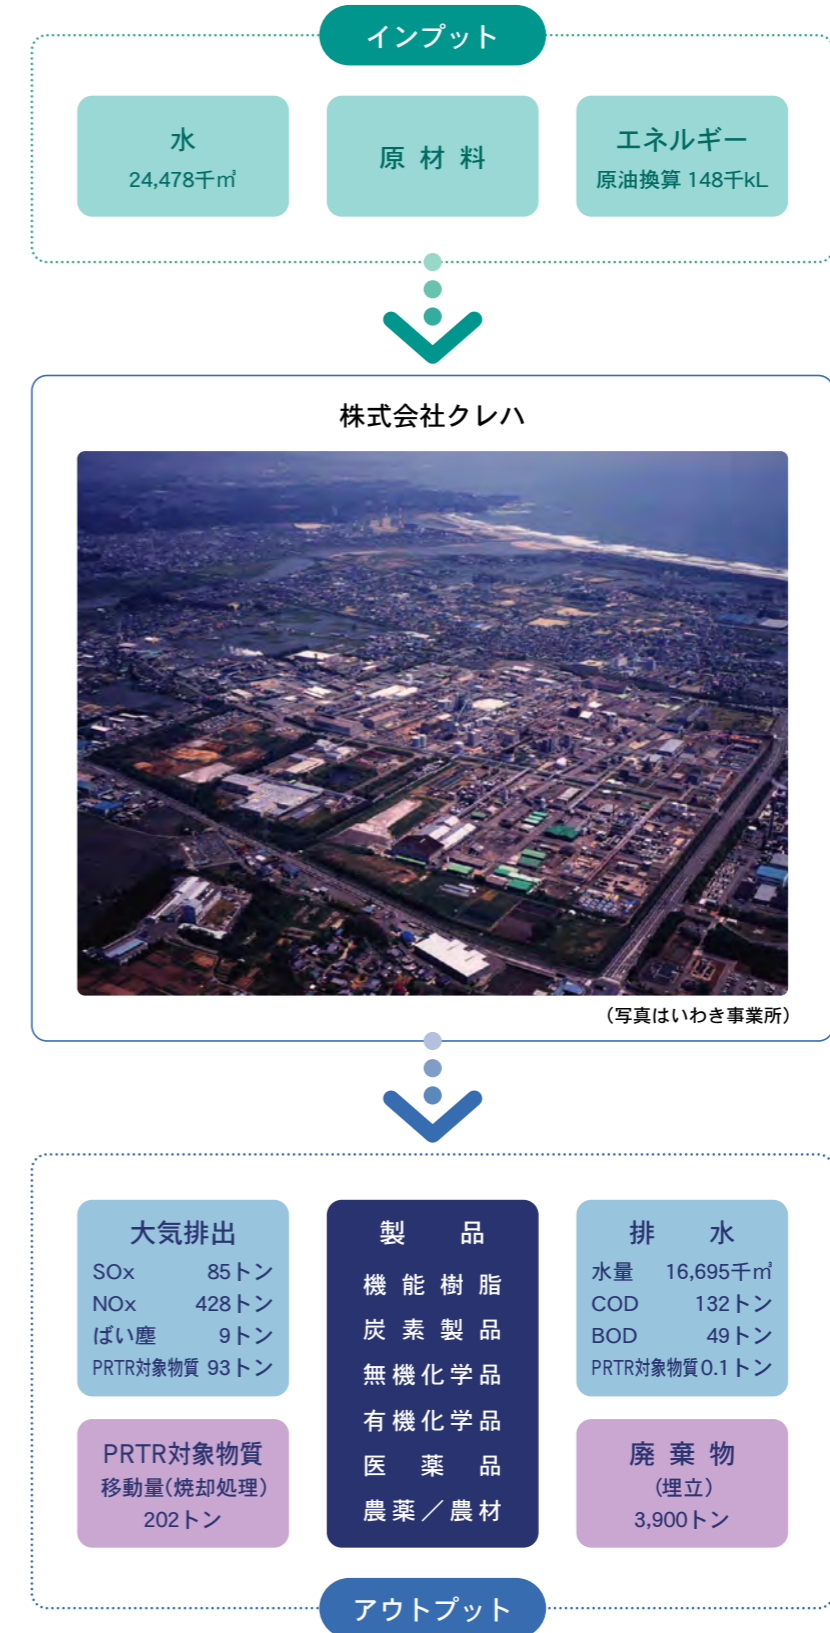 インプット
水
24,478千㎥
原材料
エネルギー
原油換算 148千kL
株式会社クレハ
（写真はいわき事業所）
大気排出
SOx 85トン
NOx 428トン
ばい塵 9トン
PRTR対象物質 93トン
PRTR対象物質
移動量(焼却処理)
202トン
製品
機能樹脂
炭素製品
無機化学品
有機化学品
医薬品
農薬／農材
排水
水量 16,695千㎥
COD 132トン
BOD 49トン
PRTR対象物質 0.1トン
廃棄物
(埋立)
3,900トン
アウトプット